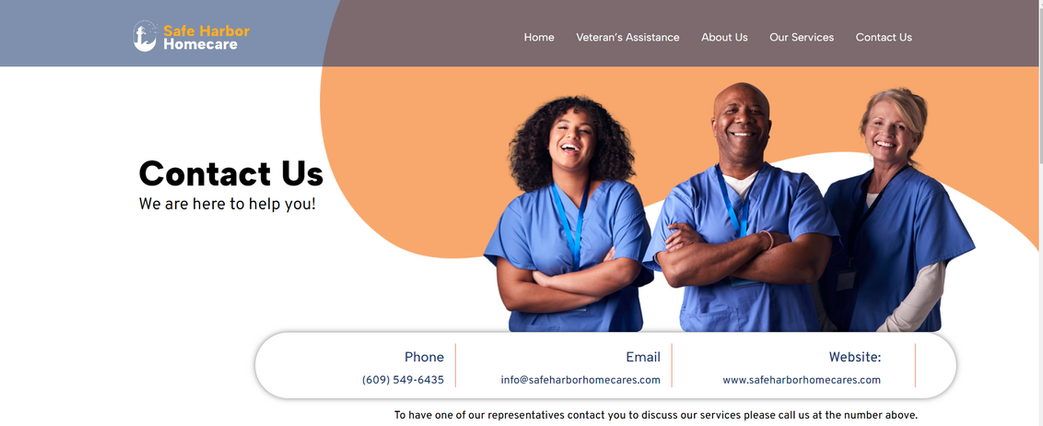 Safe Harbor
Homecare
Home Veteran's Assistance About Us Our Services Contact Us
Contact Us
We are here to help you!
Phone Email Website:
(609) 549-6435 info@safeharborhomecares.com www.safeharborhomecares.com
To have one of our representatives contact you to discuss our services please call us at the number above.